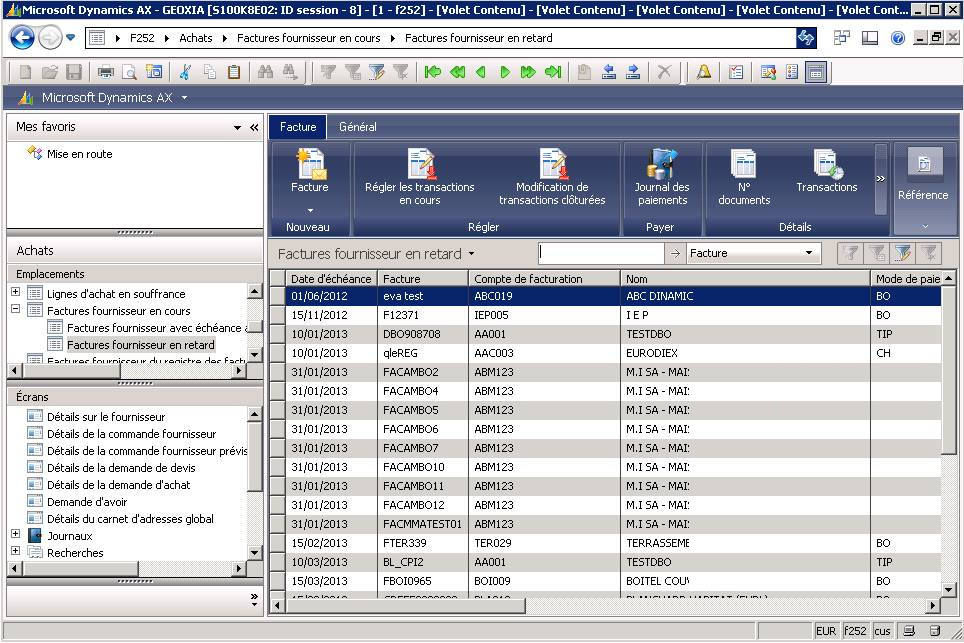 Microsoft Dynamics AX - GEOXIA [S100K8E02: ID session - 8] - [1 - f252] - [Volet Contenu] - [Volet Contenu] - [Volet Contenu] - [Volet Contenu] - [Volet Cont...
F252 Achats Factures fournisseur en cours Factures fournisseur en retard
Microsoft Dynamics AX
Mes favoris
Mise en route
Achats
Emplacements
Lignes d'achat en souffrance
Factures fournisseur en cours
Factures fournisseur avec échéance
Factures fournisseur en retard
Factures fournisseur du registre des factu
Écrans
Détails sur le fournisseur
Détails de la commande fournisseur
Détails de la commande fournisseur prévis
Détails de la demande de devis
Détails de la demande d'achat
Demande d'avoir
Détails du carnet d'adresses global
Journaux
Recherches
Facture Général
Facture
Nouveau
Régler les transactions en cours
Modification de transactions clôturées
Régler
Journal des paiements
Payer
N° documents
Transactions
Détails
Référence
Factures fournisseur en retard Facture
Date d'échéance Facture Compte de facturation Nom Mode de paie
01/06/2012 eva test ABC019 ABC DINAMIC BO
15/11/2012 F12371 IEP005 I E P BO
10/01/2013 DBO908708 AA001 TESTDBO TIP
10/01/2013 qleREG AAC003 EURODIEX CH
31/01/2013 FACAMBO2 ABM123 M.I SA - MAIS
31/01/2013 FACAMBO4 ABM123 M.I SA - MAIS
31/01/2013 FACAMBO5 ABM123 M.I SA - MAIS
31/01/2013 FACAMBO6 ABM123 M.I SA - MAIS
31/01/2013 FACAMBO7 ABM123 M.I SA - MAIS
31/01/2013 FACAMBO10 ABM123 M.I SA - MAIS
31/01/2013 FACAMBO11 ABM123 M.I SA - MAIS
31/01/2013 FACAMBO12 ABM123 M.I SA - MAIS
31/01/2013 FACMMATEST01 ABM123 M.I SA - MAIS
15/02/2013 FTER339 TER029 TERRASSEME BO
10/03/2013 BL_CPI2 AA001 TESTDBO TIP
15/03/2013 FBOI0965 BOI009 BOITEL COUV BO
EUR f252 cus